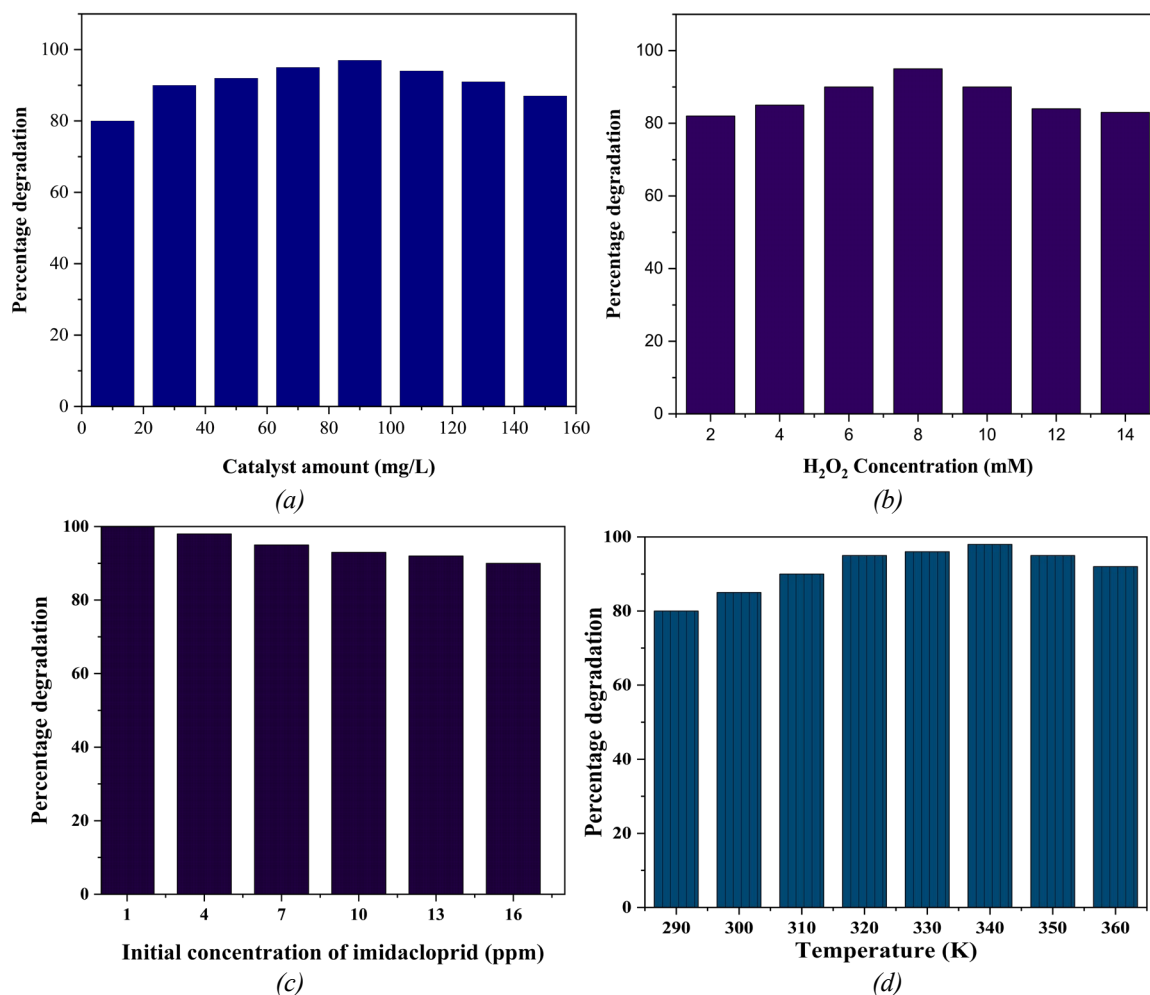 100
80
60
40
20
0
Percentage degradation
0 20 40 60 80 100 120 140 160
Catalyst amount (mg/L)
(a)
100
80
60
40
20
0
Percentage degradation
2 4 6 8 10 12 14
H₂O₂ Concentration (mM)
(b)
100
80
60
40
20
0
Percentage degradation
1 4 7 10 13 16
Initial concentration of imidacloprid (ppm)
(c)
100
80
60
40
20
0
Percentage degradation
290 300 310 320 330 340 350 360
Temperature (K)
(d)